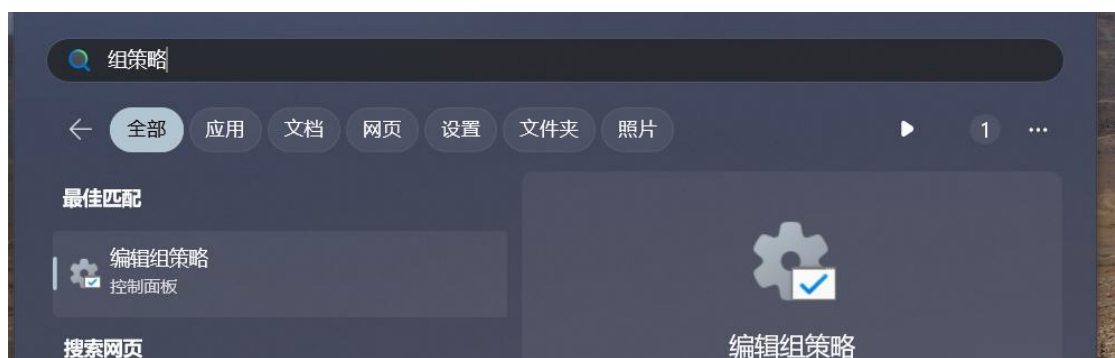 组策略
全部 应用 文档 网页 设置 文件夹 照片 1 ...
最佳匹配
编辑组策略
控制面板
编辑组策略
搜索网页